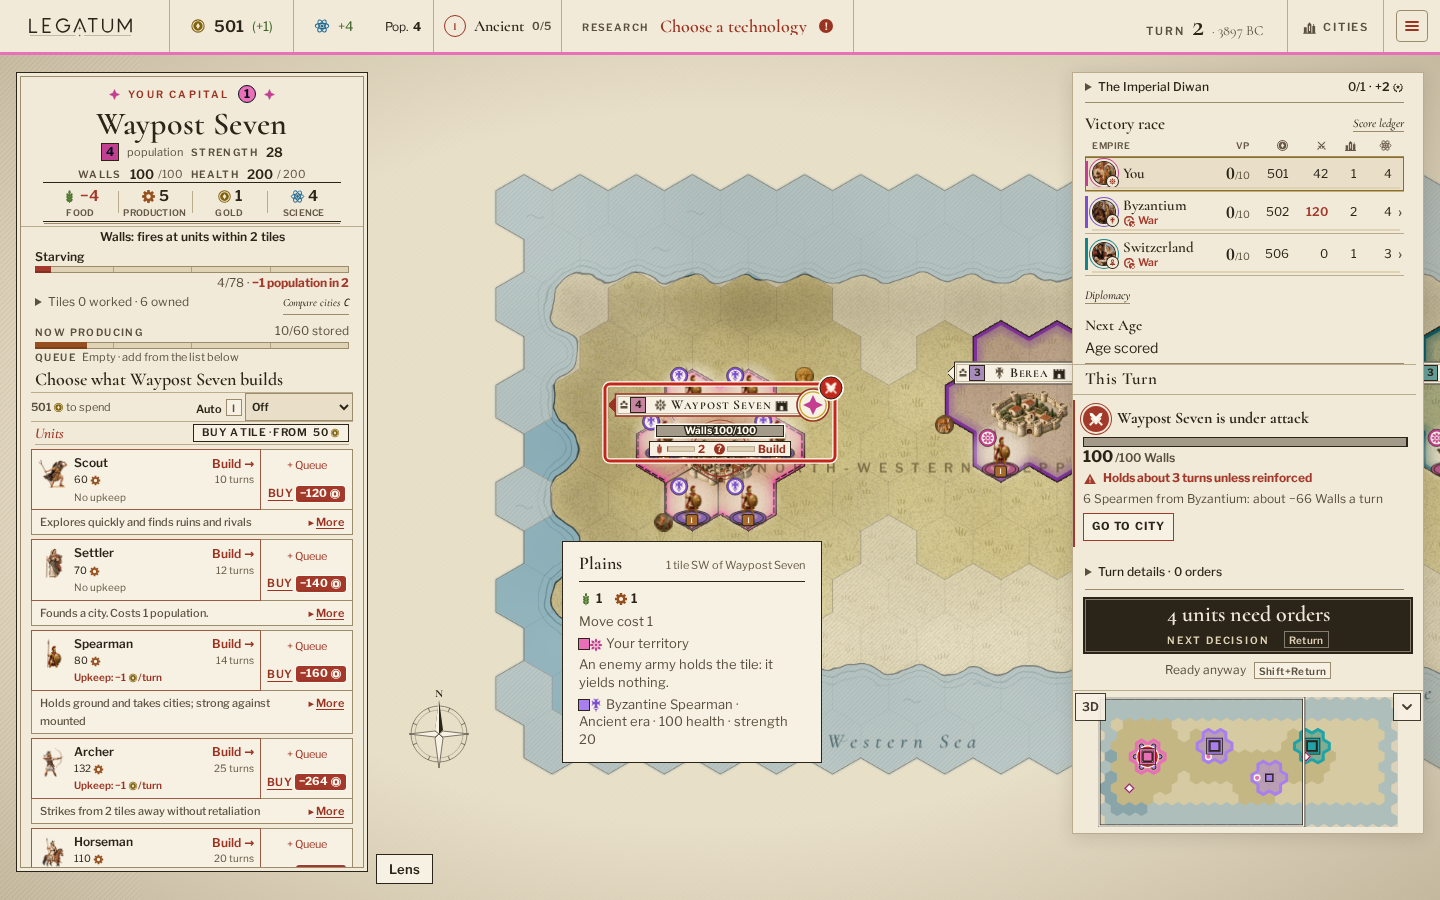 LEGATUM
501 (+1)
+4
Pop. 4
I Ancient 0/5
RESEARCH Choose a technology !
TURN 2 · 3897 BC
CITIES
YOUR CAPITAL 1
Waypost Seven
4 population STRENGTH 28
WALLS 100 /100 HEALTH 200 /200
−4 5 1 4
FOOD PRODUCTION GOLD SCIENCE
Walls: fires at units within 2 tiles
Starving
4/78 · −1 population in 2
Tiles 0 worked · 6 owned Compare cities C
NOW PRODUCING 10/60 stored
QUEUE Empty · add from the list below
Choose what Waypost Seven builds
501 to spend Auto I Off
Units BUY A TILE · FROM 50
Scout Build → + Queue
60 10 turns
No upkeep BUY −120
Explores quickly and finds ruins and rivals ▸ More
Settler Build → + Queue
70 12 turns
No upkeep BUY −140
Founds a city. Costs 1 population. ▸ More
Spearman Build → + Queue
80 14 turns
Upkeep: −1 /turn BUY −160
Holds ground and takes cities; strong against ▸ More
mounted
Archer Build → + Queue
132 25 turns
Upkeep: −1 /turn BUY −264
Strikes from 2 tiles away without retaliation ▸ More
Horseman Build → + Queue
110 20 turns
Lens
N
4 WAYPOST SEVEN
Walls 100/100
2 ? Build
NORTH-WESTERN
3 BEREA
I
I I
3
Western Sea
Plains 1 tile SW of Waypost Seven
1 1
Move cost 1
Your territory
An enemy army holds the tile: it
yields nothing.
Byzantine Spearman ·
Ancient era · 100 health · strength
20
The Imperial Diwan 0/1 · +2
Victory race Score ledger
EMPIRE VP
You 0/10 501 42 1 4
Byzantium 0/10 502 120 2 4 ›
War
Switzerland 0/10 506 0 1 3 ›
War
Diplomacy
Next Age
Age scored
This Turn
Waypost Seven is under attack
100 /100 Walls
Holds about 3 turns unless reinforced
6 Spearmen from Byzantium: about −66 Walls a turn
GO TO CITY
Turn details · 0 orders
4 units need orders
NEXT DECISION Return
Ready anyway Shift+Return
3D